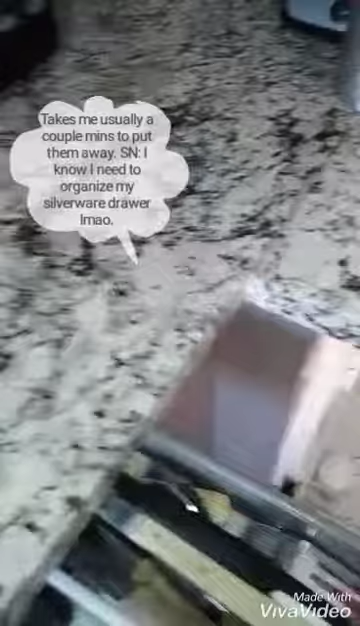 Takes me usually a
couple mins to put
them away. SN: I
know I need to
organize my
silverware drawer
lmao.
Made With
VivaVideo